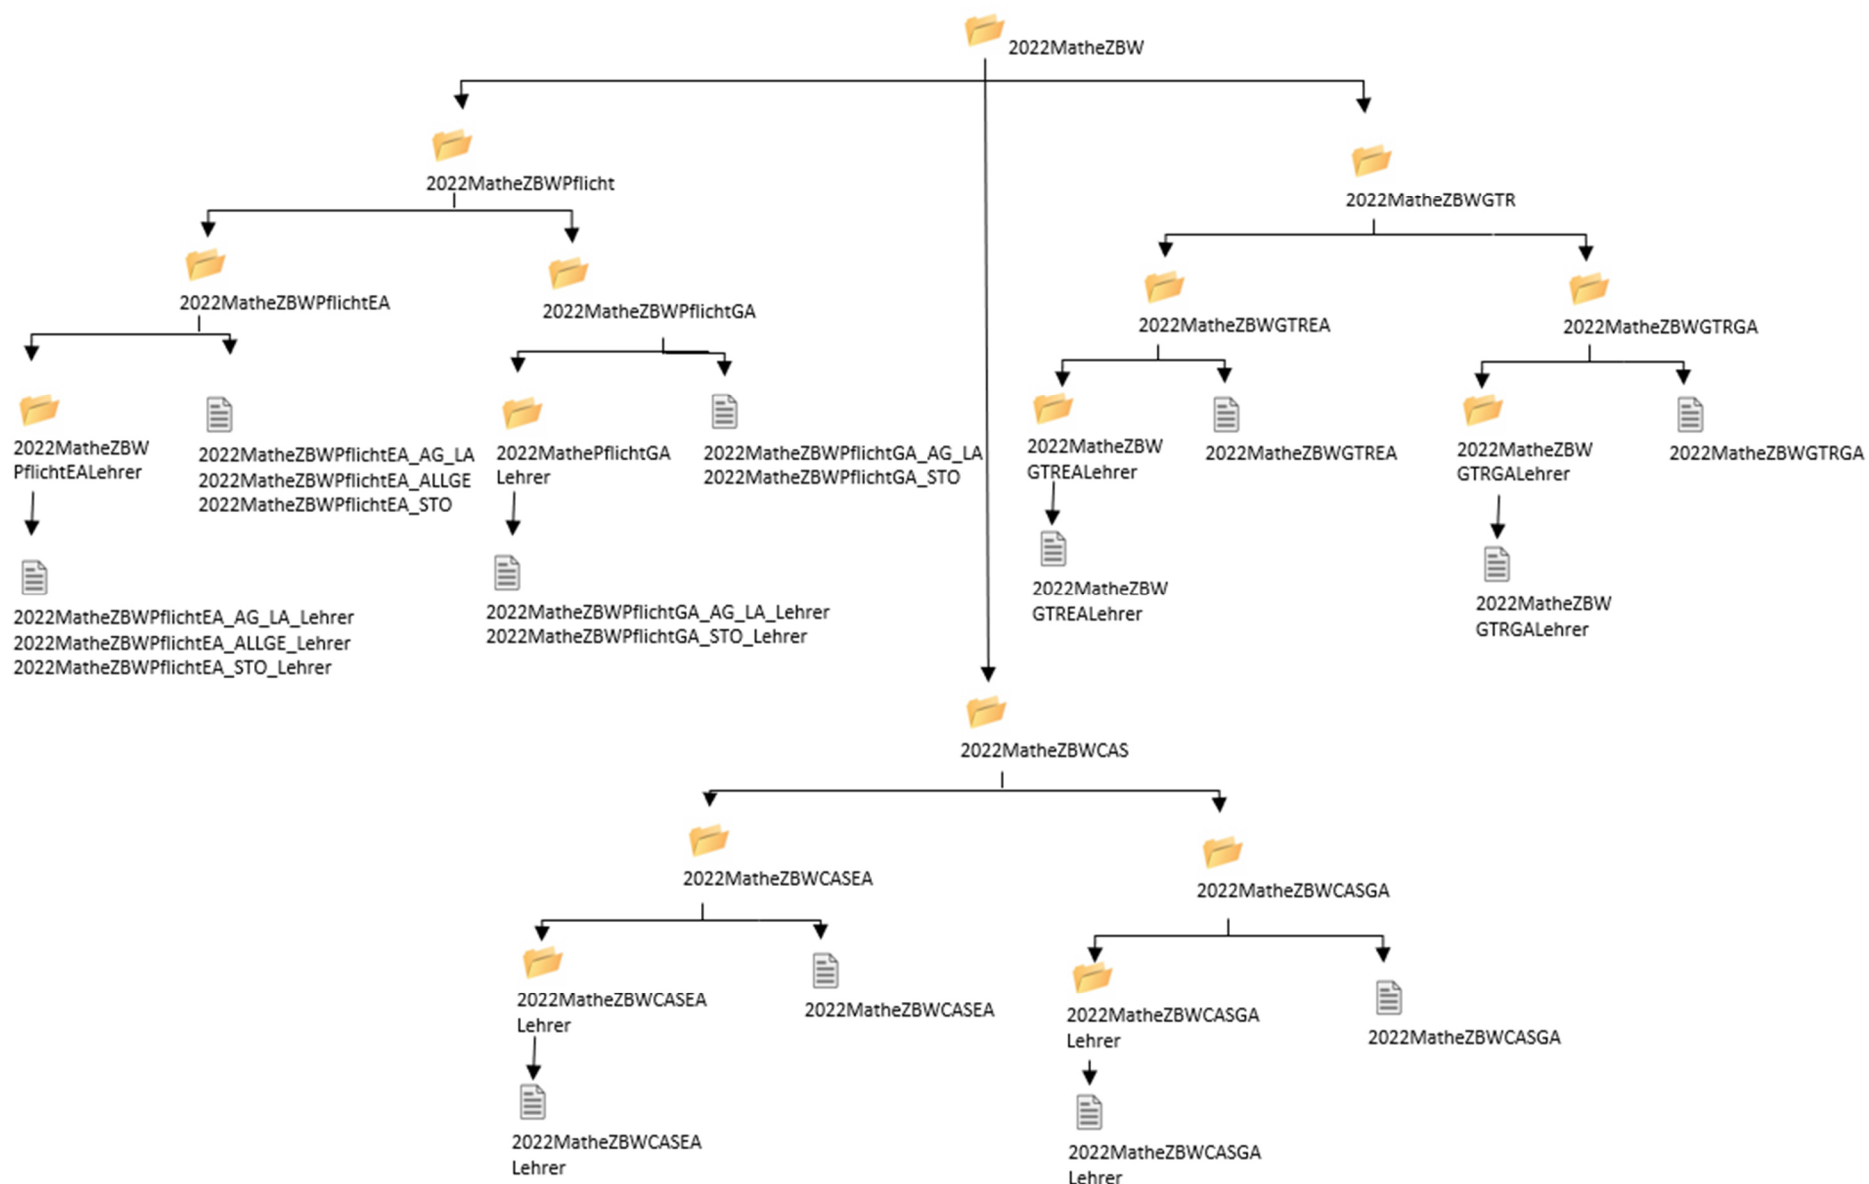 2022MatheZBW
2022MatheZBWPflicht
2022MatheZBWGTR
2022MatheZBWPflichtEA
2022MatheZBWPflichtGA
2022MatheZBWGTREA
2022MatheZBWGTRGA
2022MatheZBW
PflichtEALehrer
2022MatheZBWPflichtEA_AG_LA
2022MatheZBWPflichtEA_ALLGE
2022MatheZBWPflichtEA_STO
2022MathePflichtGA
Lehrer
2022MatheZBWPflichtGA_AG_LA
2022MatheZBWPflichtGA_STO
2022MatheZBW
GTREALehrer
2022MatheZBWGTREA
2022MatheZBW
GTRGALehrer
2022MatheZBWGTRGA
2022MatheZBWPflichtEA_AG_LA_Lehrer
2022MatheZBWPflichtEA_ALLGE_Lehrer
2022MatheZBWPflichtEA_STO_Lehrer
2022MatheZBWPflichtGA_AG_LA_Lehrer
2022MatheZBWPflichtGA_STO_Lehrer
2022MatheZBW
GTREALehrer
2022MatheZBW
GTRGALehrer
2022MatheZBWCAS
2022MatheZBWCASEA
2022MatheZBWCASGA
2022MatheZBWCASEA
Lehrer
2022MatheZBWCASEA
2022MatheZBWCASGA
Lehrer
2022MatheZBWCASGA
2022MatheZBWCASEA
Lehrer
2022MatheZBWCASGA
Lehrer